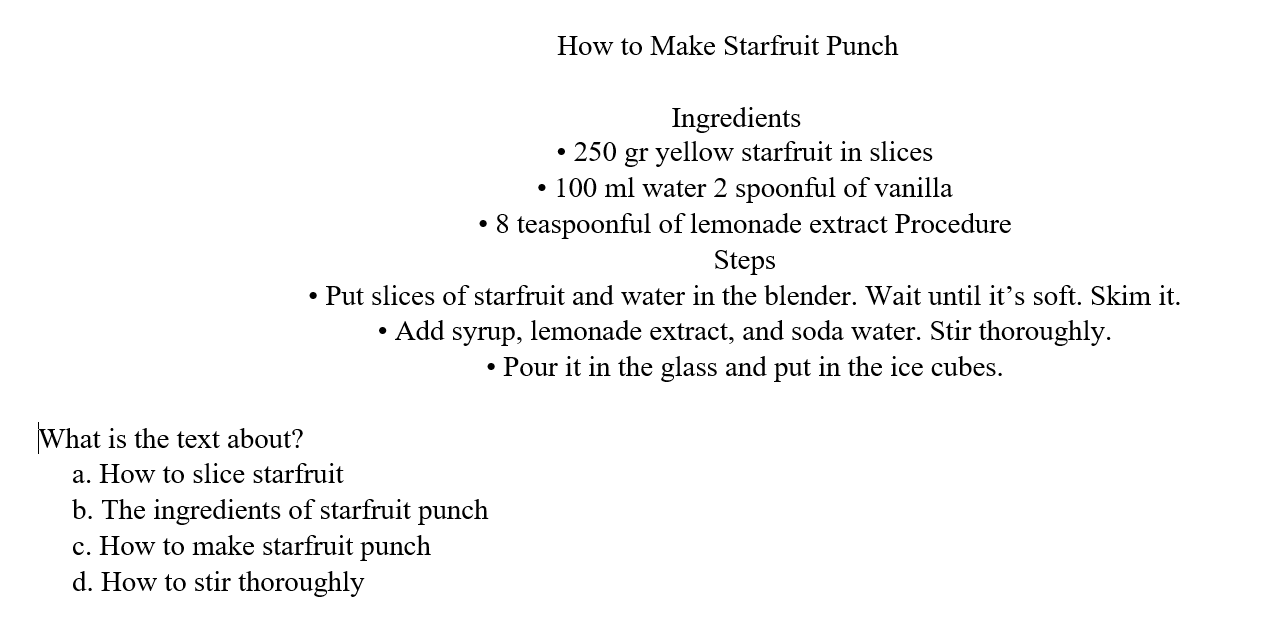 How to Make Starfruit Punch
Ingredients
• 250 gr yellow starfruit in slices
• 100 ml water 2 spoonful of vanilla
• 8 teaspoonful of lemonade extract Procedure
Steps
• Put slices of starfruit and water in the blender. Wait until it’s soft. Skim it.
• Add syrup, lemonade extract, and soda water. Stir thoroughly.
• Pour it in the glass and put in the ice cubes.
What is the text about?
a. How to slice starfruit
b. The ingredients of starfruit punch
c. How to make starfruit punch
d. How to stir thoroughly